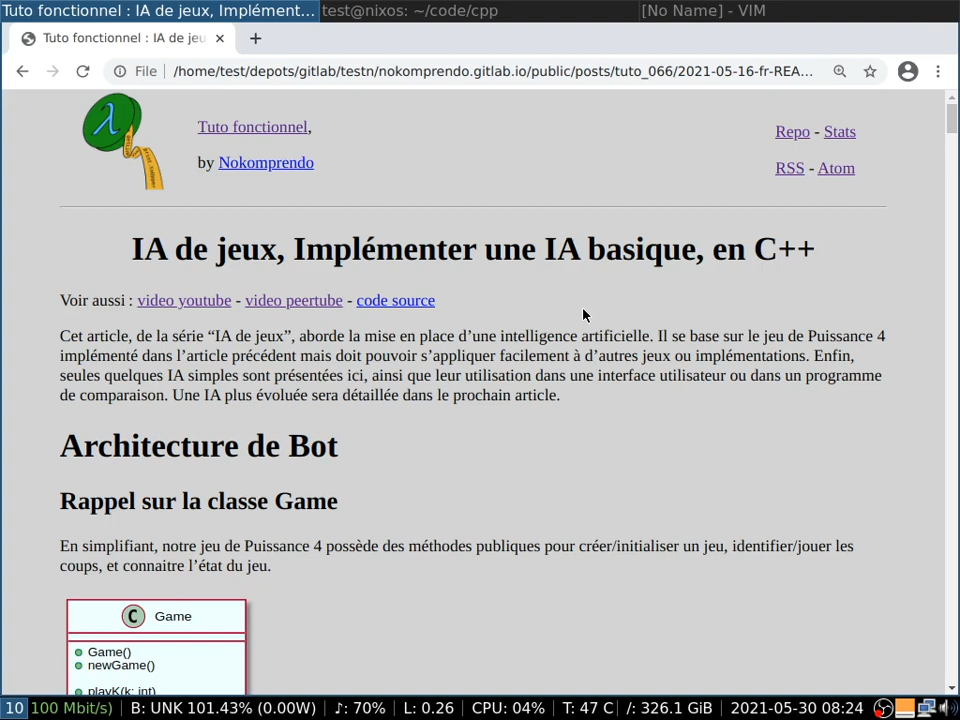 Tuto fonctionnel : IA de jeux, Implément... test@nixos: ~/code/cpp [No Name] - VIM
Tuto fonctionnel : IA de jeu
File /home/test/depots/gitlab/testn/nokomprendo.gitlab.io/public/posts/tuto_066/2021-05-16-fr-REA...
λ
Tuto fonctionnel, Repo - Stats
by Nokomprendo RSS - Atom
IA de jeux, Implémenter une IA basique, en C++
Voir aussi : video youtube - video peertube - code source
Cet article, de la série “IA de jeux”, aborde la mise en place d’une intelligence artificielle. Il se base sur le jeu de Puissance 4
implémenté dans l’article précédent mais doit pouvoir s’appliquer facilement à d’autres jeux ou implémentations. Enfin,
seules quelques IA simples sont présentées ici, ainsi que leur utilisation dans une interface utilisateur ou dans un programme
de comparaison. Une IA plus évoluée sera détaillée dans le prochain article.
Architecture de Bot
Rappel sur la classe Game
En simplifiant, notre jeu de Puissance 4 possède des méthodes publiques pour créer/initialiser un jeu, identifier/jouer les
coups, et connaitre l’état du jeu.
C Game
Game()
newGame()
playK(k: int)
10 100 Mbit/s) | B: UNK 101.43% (0.00W) | ♪: 70% | L: 0.26 | CPU: 04% | T: 47 C | /: 326.1 GiB | 2021-05-30 08:24